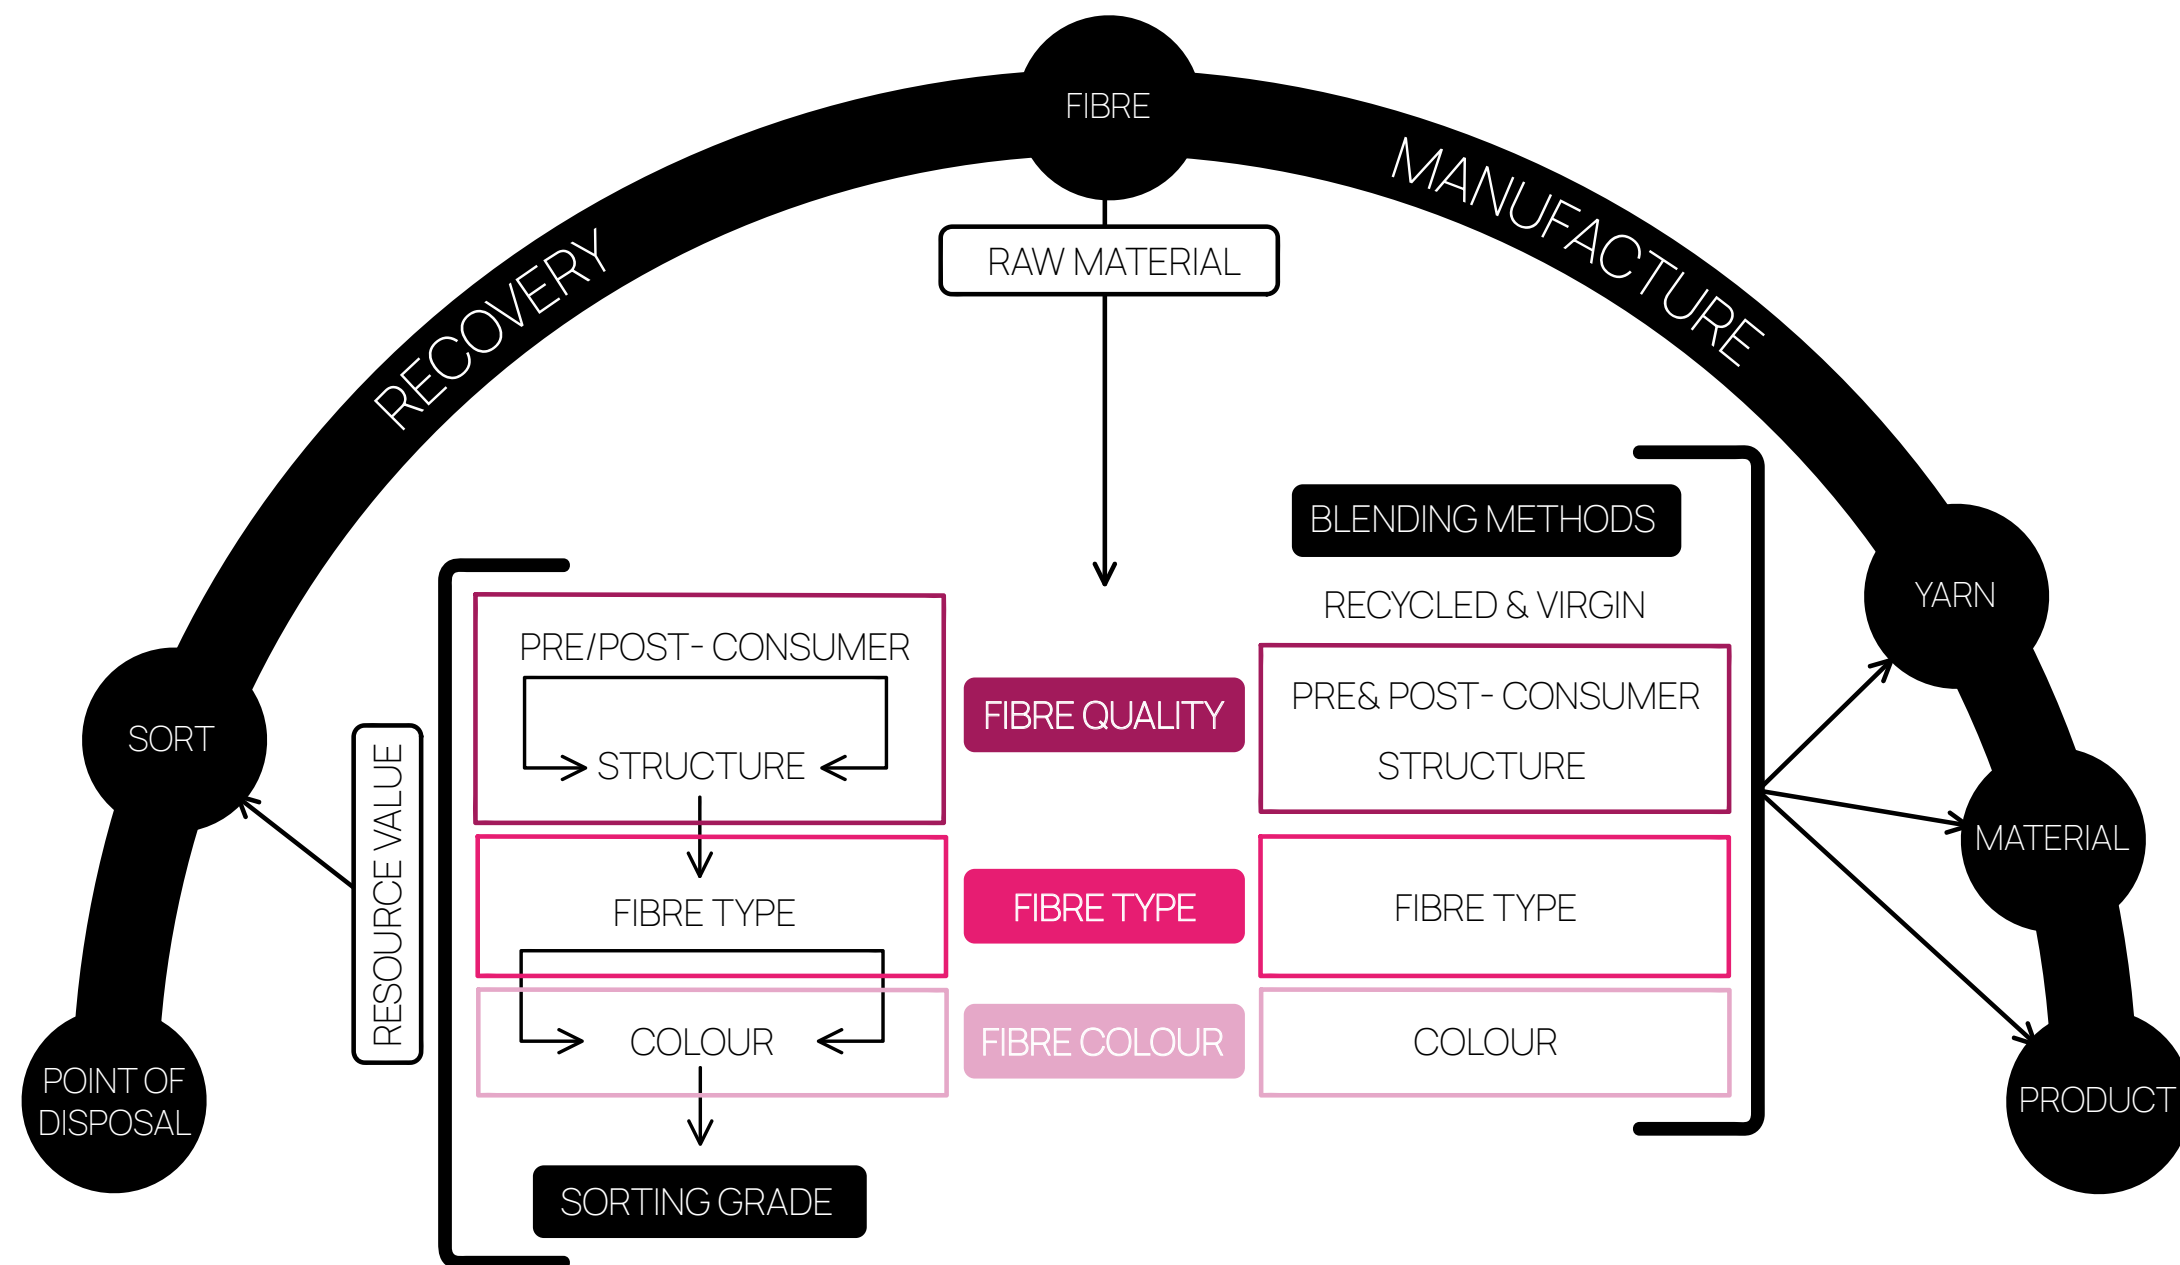 FIBRE
RECOVERY
MANUFACTURE
RAW MATERIAL
BLENDING METHODS
RECYCLED & VIRGIN
YARN
PRE/POST- CONSUMER
STRUCTURE
FIBRE QUALITY
PRE& POST- CONSUMER
STRUCTURE
SORT
RESOURCE VALUE
MATERIAL
FIBRE TYPE
FIBRE TYPE
FIBRE TYPE
COLOUR
FIBRE COLOUR
COLOUR
POINT OF
DISPOSAL
PRODUCT
SORTING GRADE